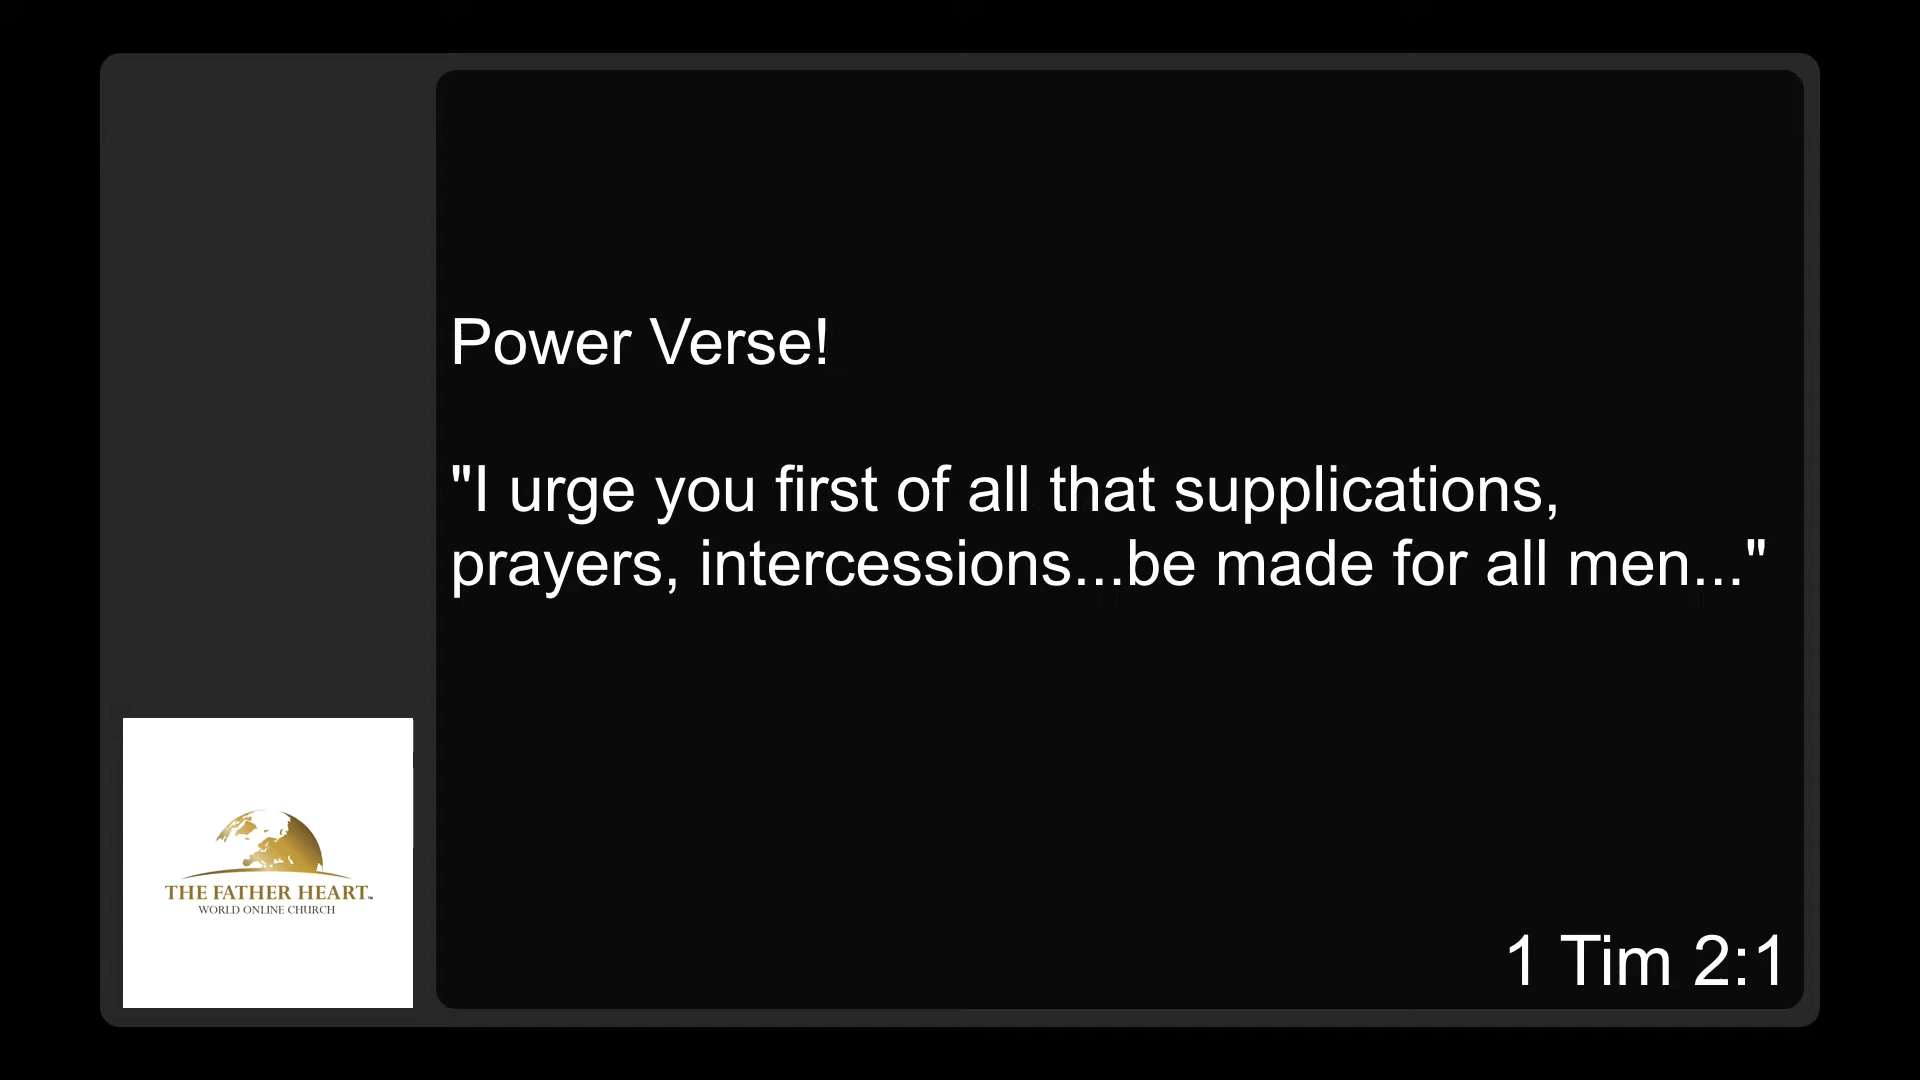 Power Verse!
"I urge you first of all that supplications,
prayers, intercessions...be made for all men..."
THE FATHER HEART™
WORLD ONLINE CHURCH
1 Tim 2:1